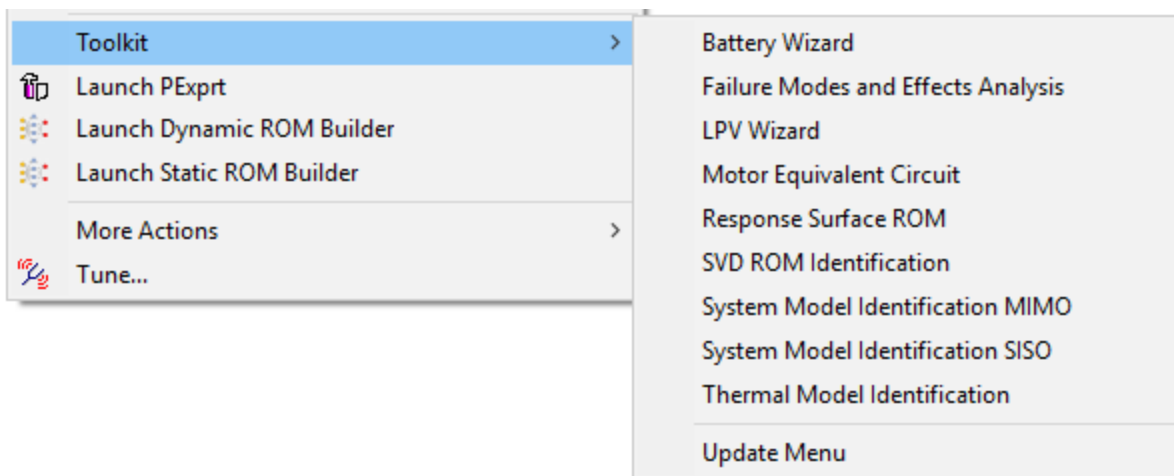 Toolkit
Launch PExprt
Launch Dynamic ROM Builder
Launch Static ROM Builder
More Actions
Tune...
Battery Wizard
Failure Modes and Effects Analysis
LPV Wizard
Motor Equivalent Circuit
Response Surface ROM
SVD ROM Identification
System Model Identification MIMO
System Model Identification SISO
Thermal Model Identification
Update Menu